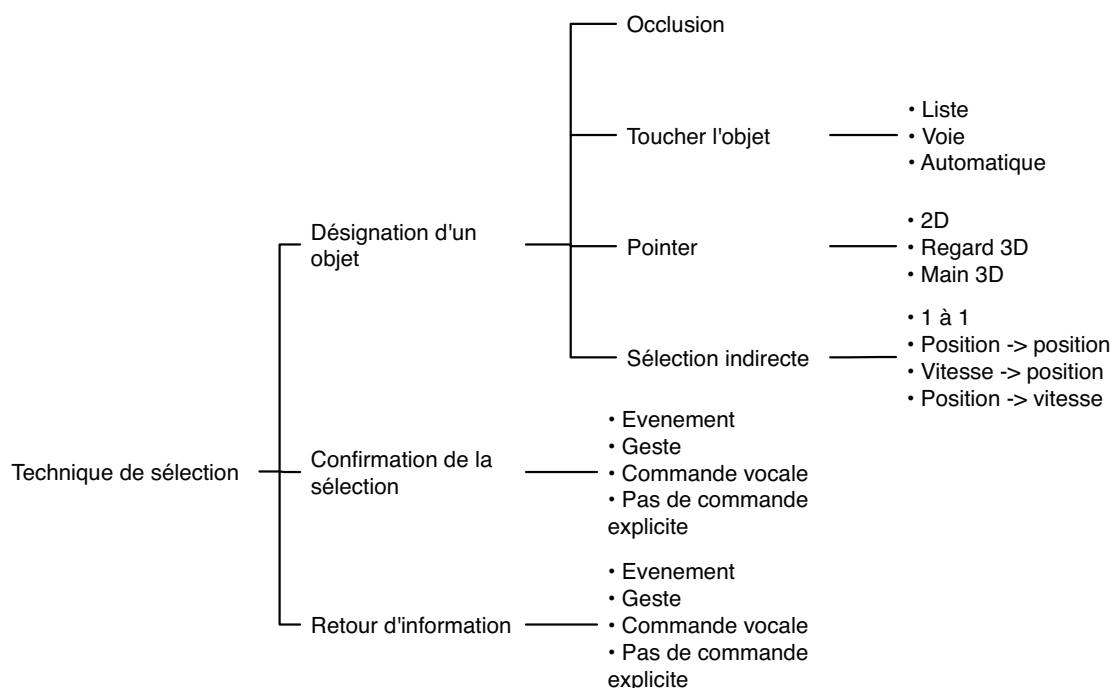 Technique de sélection
Désignation d'un
objet
Occlusion
Toucher l'objet
• Liste
• Voie
• Automatique
Pointer
• 2D
• Regard 3D
• Main 3D
Sélection indirecte
• 1 à 1
• Position -> position
• Vitesse -> position
• Position -> vitesse
Confirmation de la
sélection
• Evenement
• Geste
• Commande vocale
• Pas de commande
explicite
Retour d'information
• Evenement
• Geste
• Commande vocale
• Pas de commande
explicite